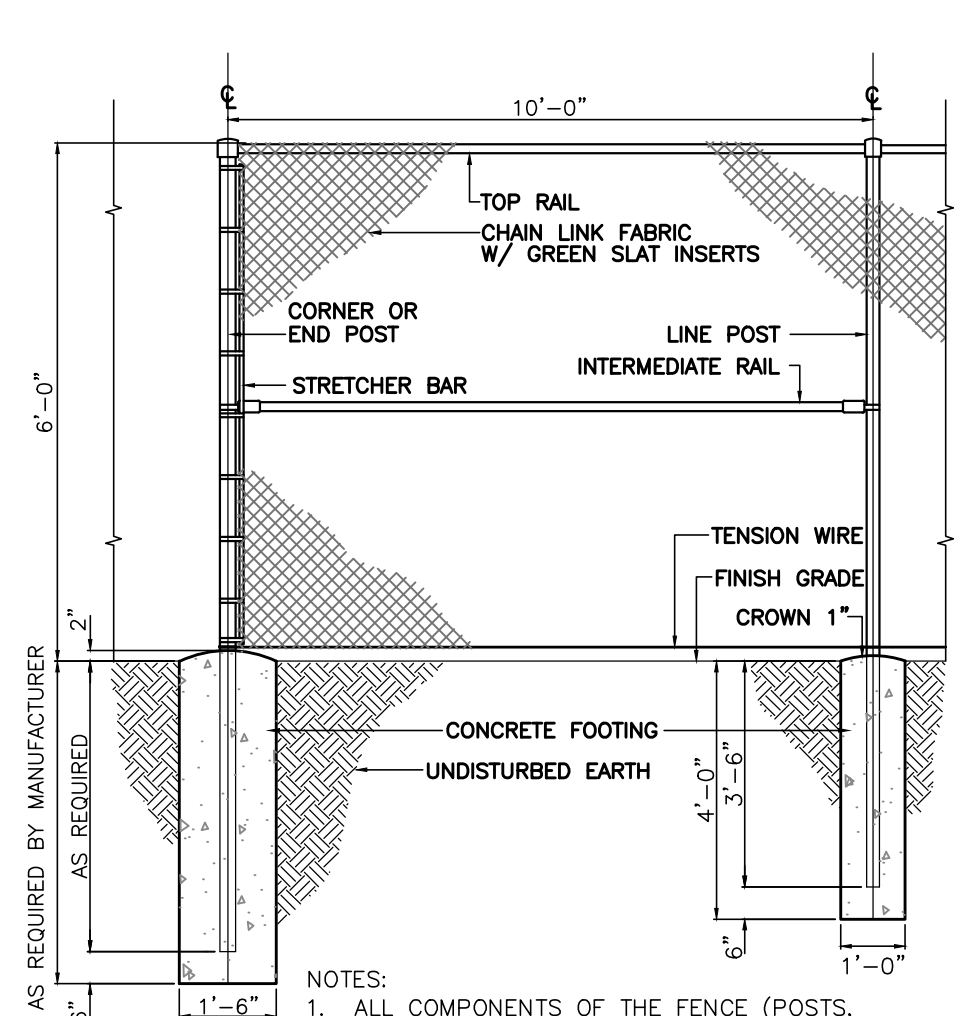 ℄
℄
10'-0"
TOP RAIL
CHAIN LINK FABRIC
W/ GREEN SLAT INSERTS
CORNER OR
END POST
LINE POST
INTERMEDIATE RAIL
STRETCHER BAR
6'-0"
TENSION WIRE
FINISH GRADE
CROWN 1"
2"
CONCRETE FOOTING
UNDISTURBED EARTH
AS REQUIRED BY MANUFACTURER
AS REQUIRED
4'-0"
3'-6"
6"
1'-0"
1'-6"
NOTES:
1. ALL COMPONENTS OF THE FENCE (POSTS,